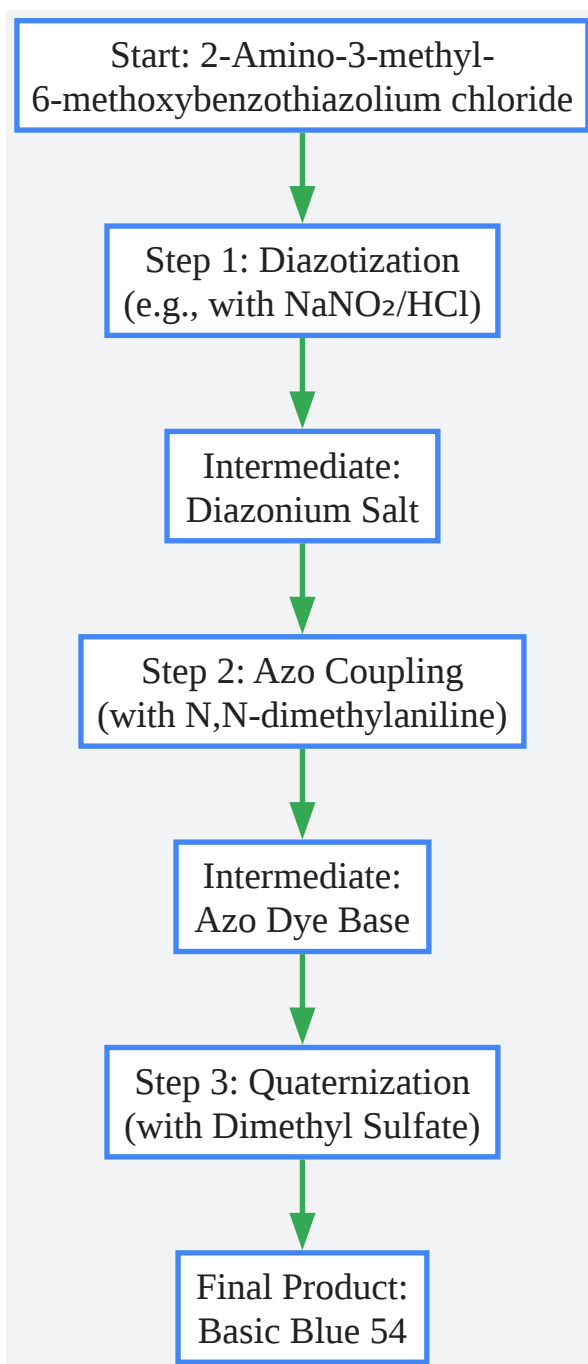 Start: 2-Amino-3-methyl-
6-methoxybenzothiazolium chloride
Step 1: Diazotization
(e.g., with NaNO₂/HCl)
Intermediate:
Diazonium Salt
Step 2: Azo Coupling
(with N,N-dimethylaniline)
Intermediate:
Azo Dye Base
Step 3: Quaternization
(with Dimethyl Sulfate)
Final Product:
Basic Blue 54